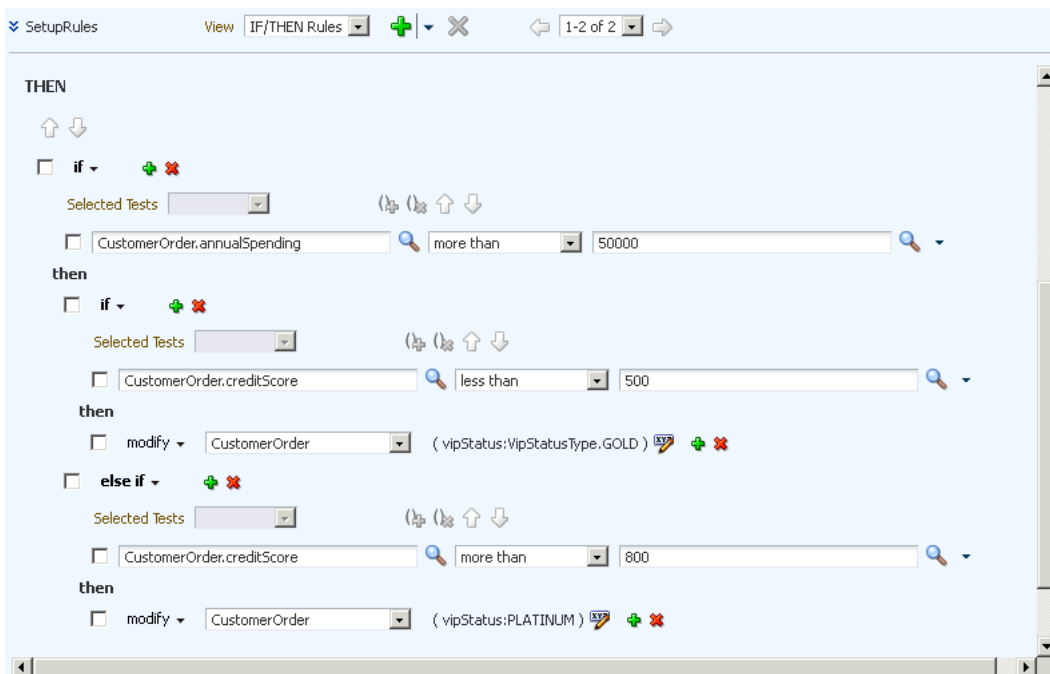 SetupRules View IF/THEN Rules 1-2 of 2
THEN
if
Selected Tests
CustomerOrder.annualSpending more than 50000
then
if
Selected Tests
CustomerOrder.creditScore less than 500
then
modify CustomerOrder ( vipStatus:VipStatusType.GOLD )
else if
Selected Tests
CustomerOrder.creditScore more than 800
then
modify CustomerOrder ( vipStatus:PLATINUM )